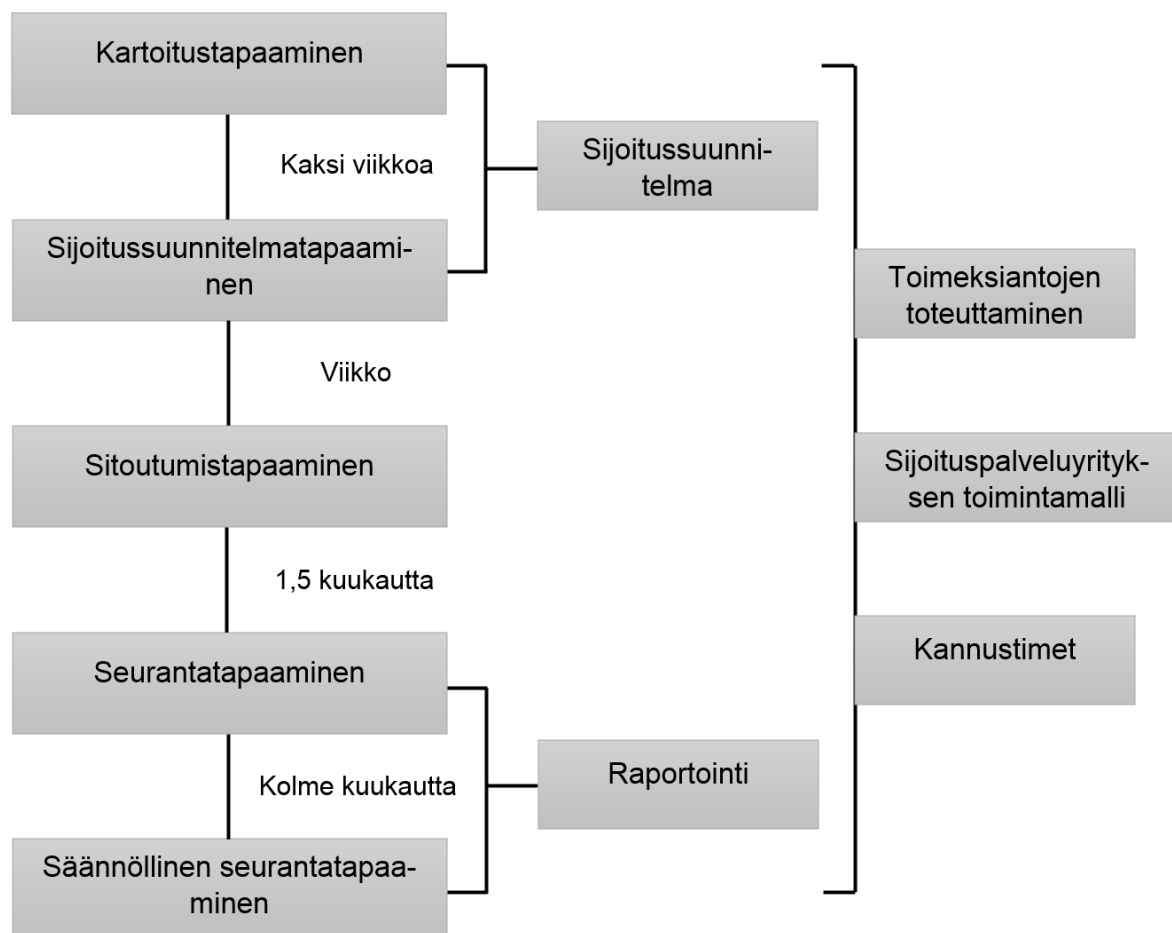 Kartoitustapaaminen
Kaksi viikkoa
Sijoitussuunnitelmatapaami-
nen
Viikko
Sitoutumistapaaminen
1,5 kuukautta
Seurantatapaaminen
Kolme kuukautta
Säännöllinen seurantatapaa-
minen
Sijoitussuunni-
telma
Raportointi
Toimeksiantojen
toteuttaminen
Sijoituspalveluyrityk-
sen toimintamalli
Kannustimet